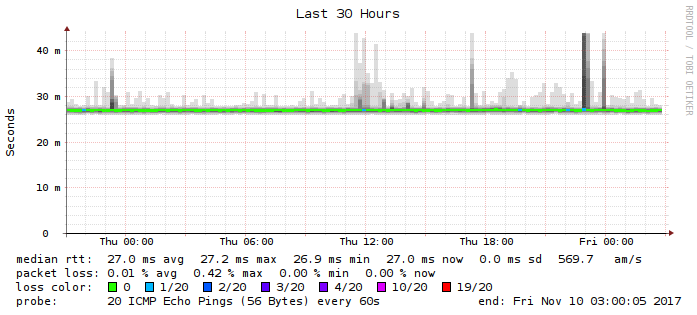 Last 30 Hours
RRDTOOL / TOBI OETIKER
Seconds
40 m
30 m
20 m
10 m
0
Thu 00:00 Thu 06:00 Thu 12:00 Thu 18:00 Fri 00:00
median rtt: 27.0 ms avg 27.2 ms max 26.9 ms min 27.0 ms now 0.0 ms sd 569.7 am/s
packet loss: 0.01 % avg 0.42 % max 0.00 % min 0.00 % now
loss color: 0 1/20 2/20 3/20 4/20 10/20 19/20
probe: 20 ICMP Echo Pings (56 Bytes) every 60s end: Fri Nov 10 03:00:05 2017